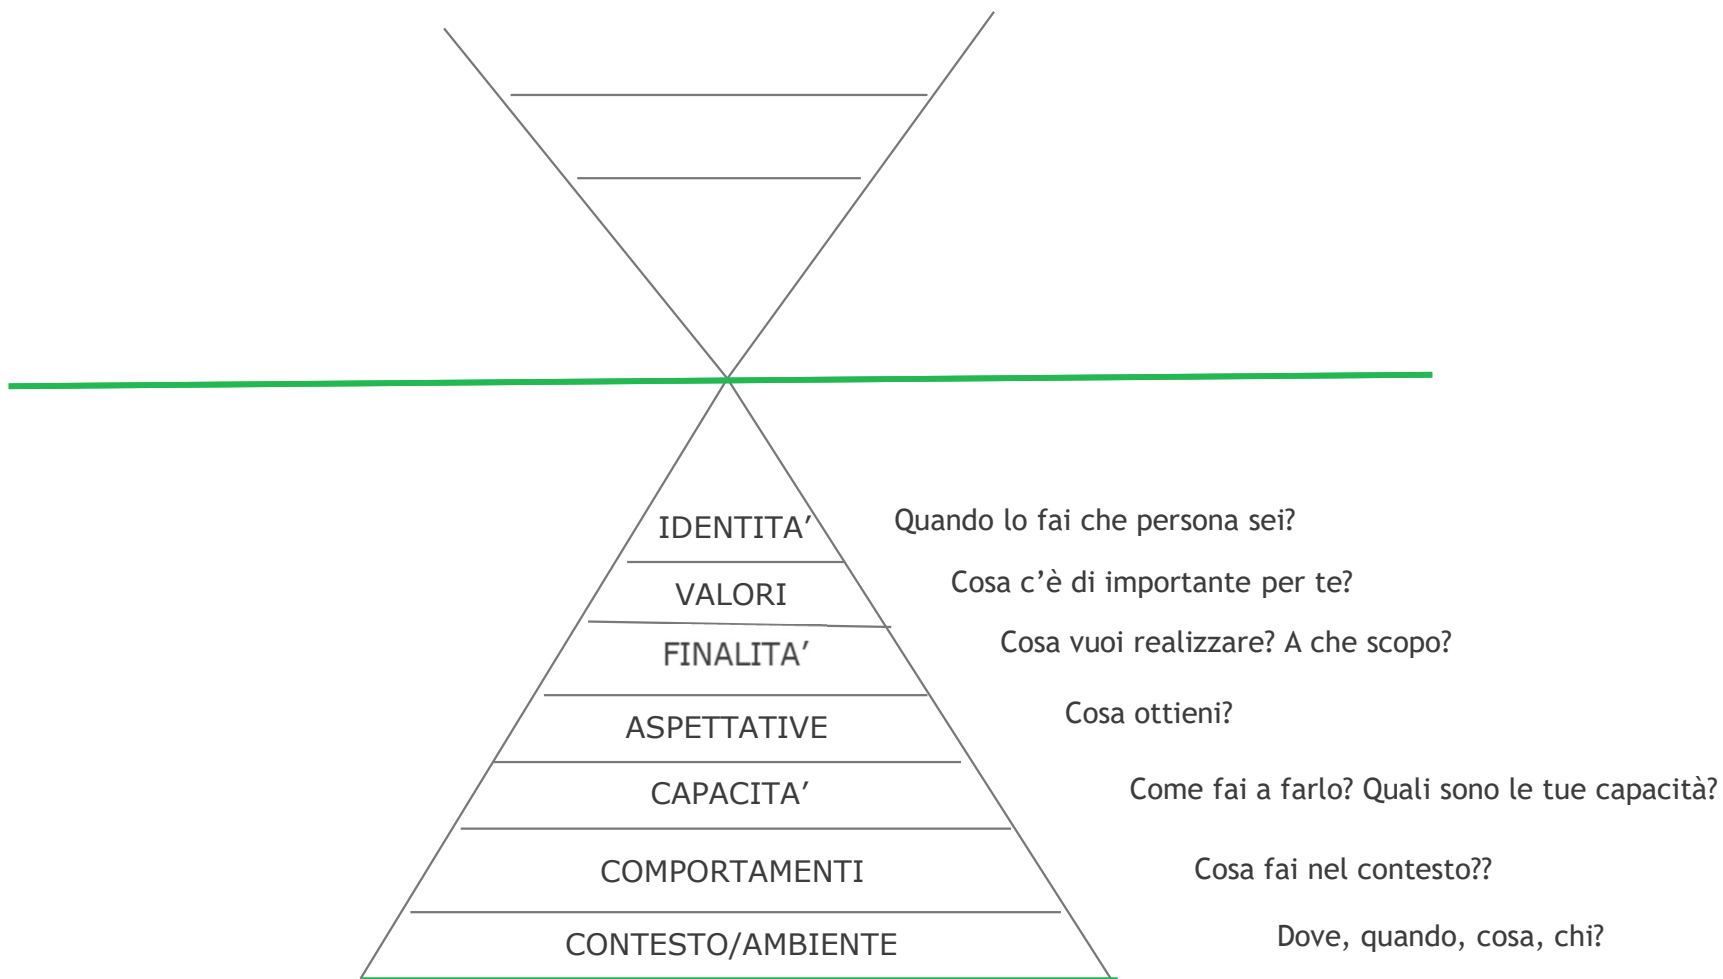 IDENTITA’ Quando lo fai che persona sei?
VALORI Cosa c’è di importante per te?
FINALITA’ Cosa vuoi realizzare? A che scopo?
ASPETTATIVE Cosa ottieni?
CAPACITA’ Come fai a farlo? Quali sono le tue capacità?
COMPORTAMENTI Cosa fai nel contesto??
CONTESTO/AMBIENTE Dove, quando, cosa, chi?